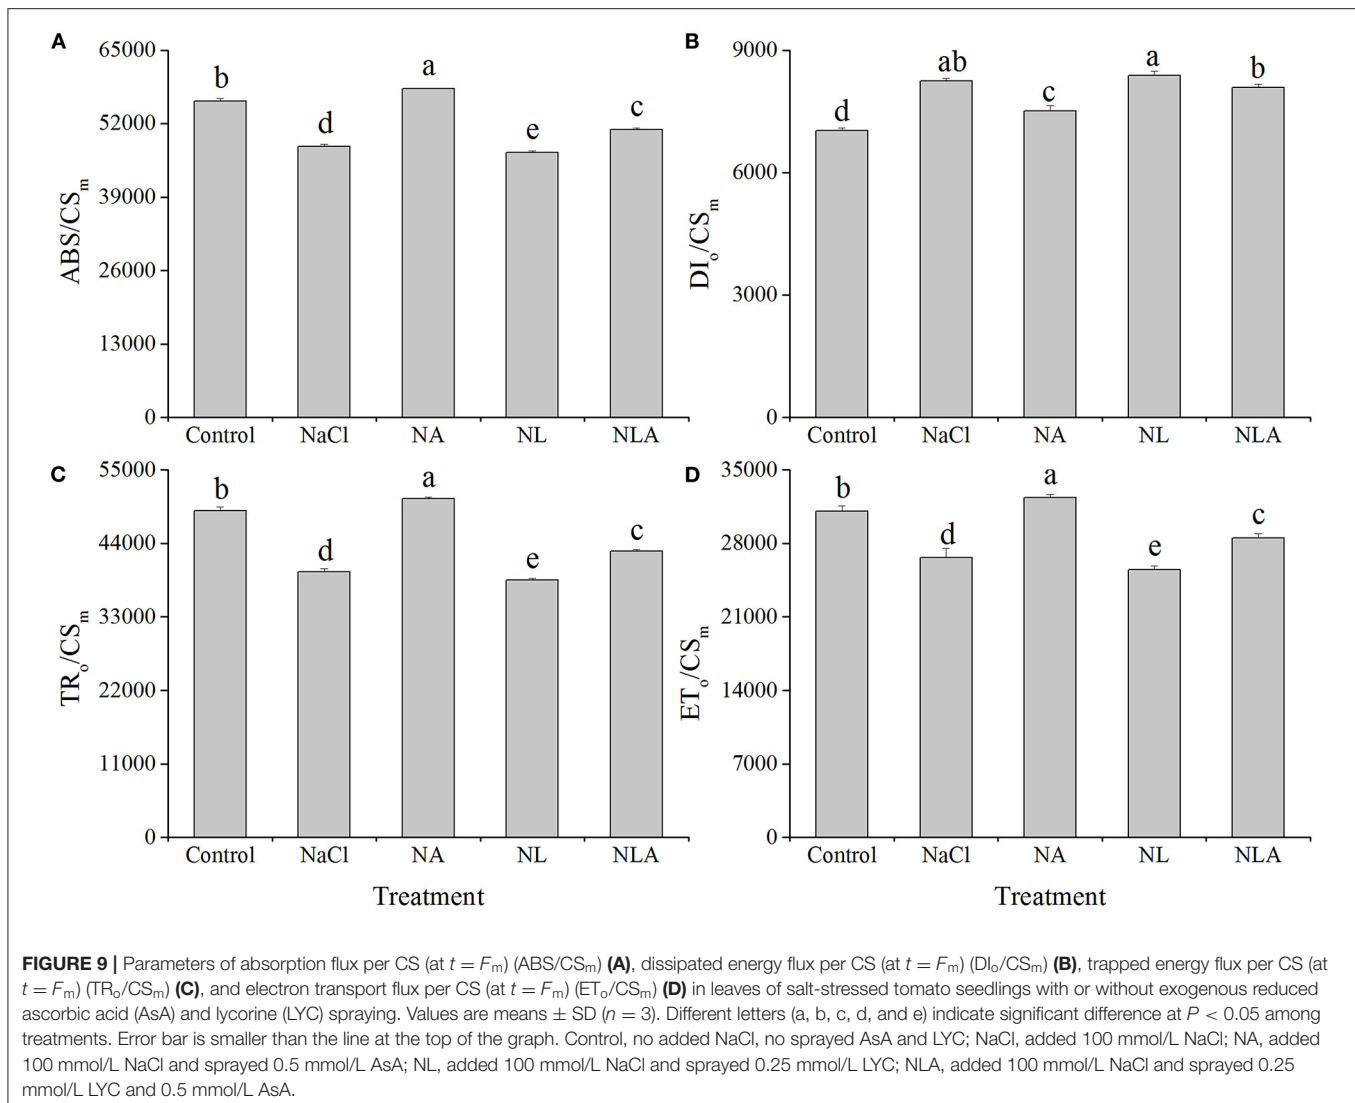 A
65000
52000
39000
26000
13000
0
ABS/CSm
b
d
a
e
c
Control NaCl NA NL NLA
B
9000
6000
3000
0
DIo/CSm
d
ab
c
a
b
Control NaCl NA NL NLA
C
55000
44000
33000
22000
11000
0
TRo/CSm
b
d
a
e
c
Control NaCl NA NL NLA
Treatment
D
35000
28000
21000
14000
7000
0
ETo/CSm
b
d
a
e
c
Control NaCl NA NL NLA
Treatment
FIGURE 9 | Parameters of absorption flux per CS (at t = Fm) (ABS/CSm) (A), dissipated energy flux per CS (at t = Fm) (DIo/CSm) (B), trapped energy flux per CS (at
t = Fm) (TRo/CSm) (C), and electron transport flux per CS (at t = Fm) (ETo/CSm) (D) in leaves of salt-stressed tomato seedlings with or without exogenous reduced
ascorbic acid (AsA) and lycorine (LYC) spraying. Values are means ± SD (n = 3). Different letters (a, b, c, d, and e) indicate significant difference at P < 0.05 among
treatments. Error bar is smaller than the line at the top of the graph. Control, no added NaCl, no sprayed AsA and LYC; NaCl, added 100 mmol/L NaCl; NA, added
100 mmol/L NaCl and sprayed 0.5 mmol/L AsA; NL, added 100 mmol/L NaCl and sprayed 0.25 mmol/L LYC; NLA, added 100 mmol/L NaCl and sprayed 0.25
mmol/L LYC and 0.5 mmol/L AsA.